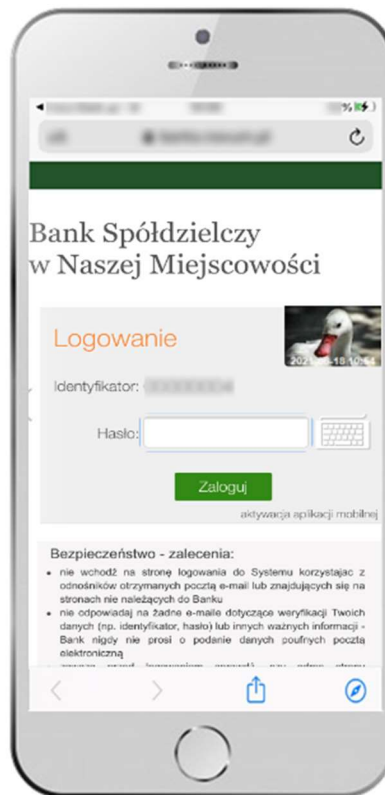 Bank Spółdzielczy
w Naszej Miejscowości
Logowanie
Identyfikator:
Hasło:
Zaloguj
aktywacja aplikacji mobilnej
Bezpieczeństwo - zalecenia:
• nie wchodź na stronę logowania do Systemu korzystajac z
odnośników otrzymanych pocztą e-mail lub znajdujących się na
stronach nie należących do Banku
• nie odpowiadaj na żadne e-maile dotyczące weryfikacji Twoich
danych (np. identyfikator, hasło) lub innych ważnych informacji -
Bank nigdy nie prosi o podanie danych poufnych pocztą
elektroniczną